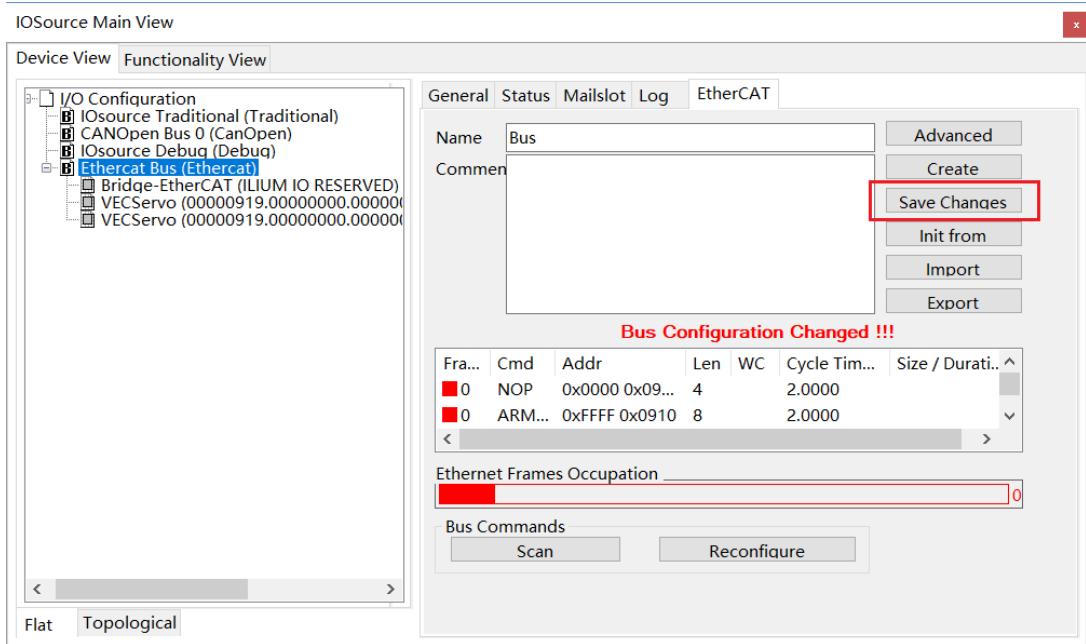 IOSource Main View
x
Device View Functionality View
I/O Configuration
IOsource Traditional (Traditional)
CANOpen Bus 0 (CanOpen)
IOsource Debug (Debug)
Ethercat Bus (Ethercat)
Bridge-EtherCAT (ILIUM IO RESERVED)
VECServo (00000919.00000000.00000(
VECServo (00000919.00000000.00000(
Flat Topological
General Status Mailslot Log EtherCAT
Name Bus Advanced
Commen Create
Save Changes
Init from
Import
Export
Bus Configuration Changed !!!
Fra... Cmd Addr Len WC Cycle Tim... Size / Durati..
0 NOP 0x0000 0x09... 4 2.0000
0 ARM... 0xFFFF 0x0910 8 2.0000
Ethernet Frames Occupation
0
Bus Commands
Scan Reconfigure